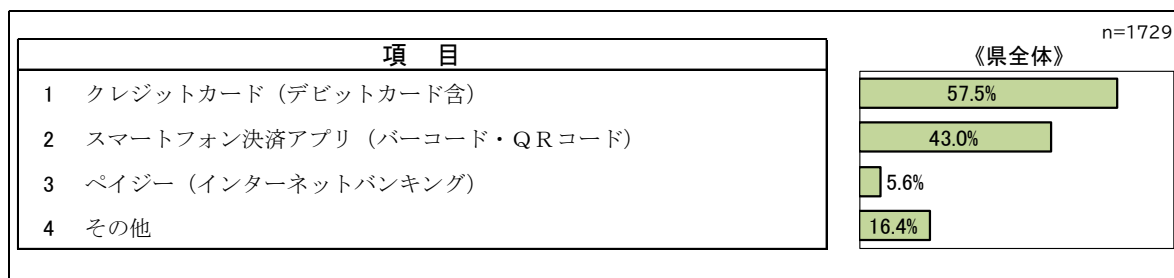 n=1729
項 目
《県全体》
1 クレジットカード（デビットカード含） 57.5%
2 スマートフォン決済アプリ（バーコード・ＱＲコード） 43.0%
3 ペイジー（インターネットバンキング） 5.6%
4 その他 16.4%